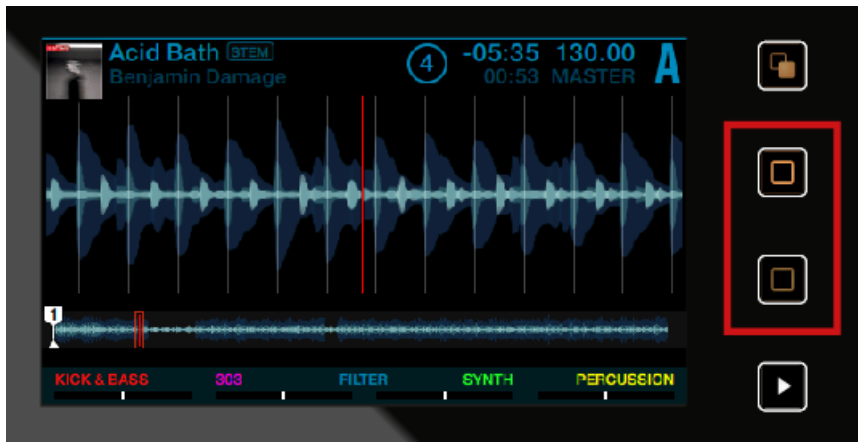 Acid Bath STEM
Benjamin Damage
4
-05:35 130.00
00:53 MASTER
A
1
KICK & BASS 303 FILTER SYNTH PERCUSSION